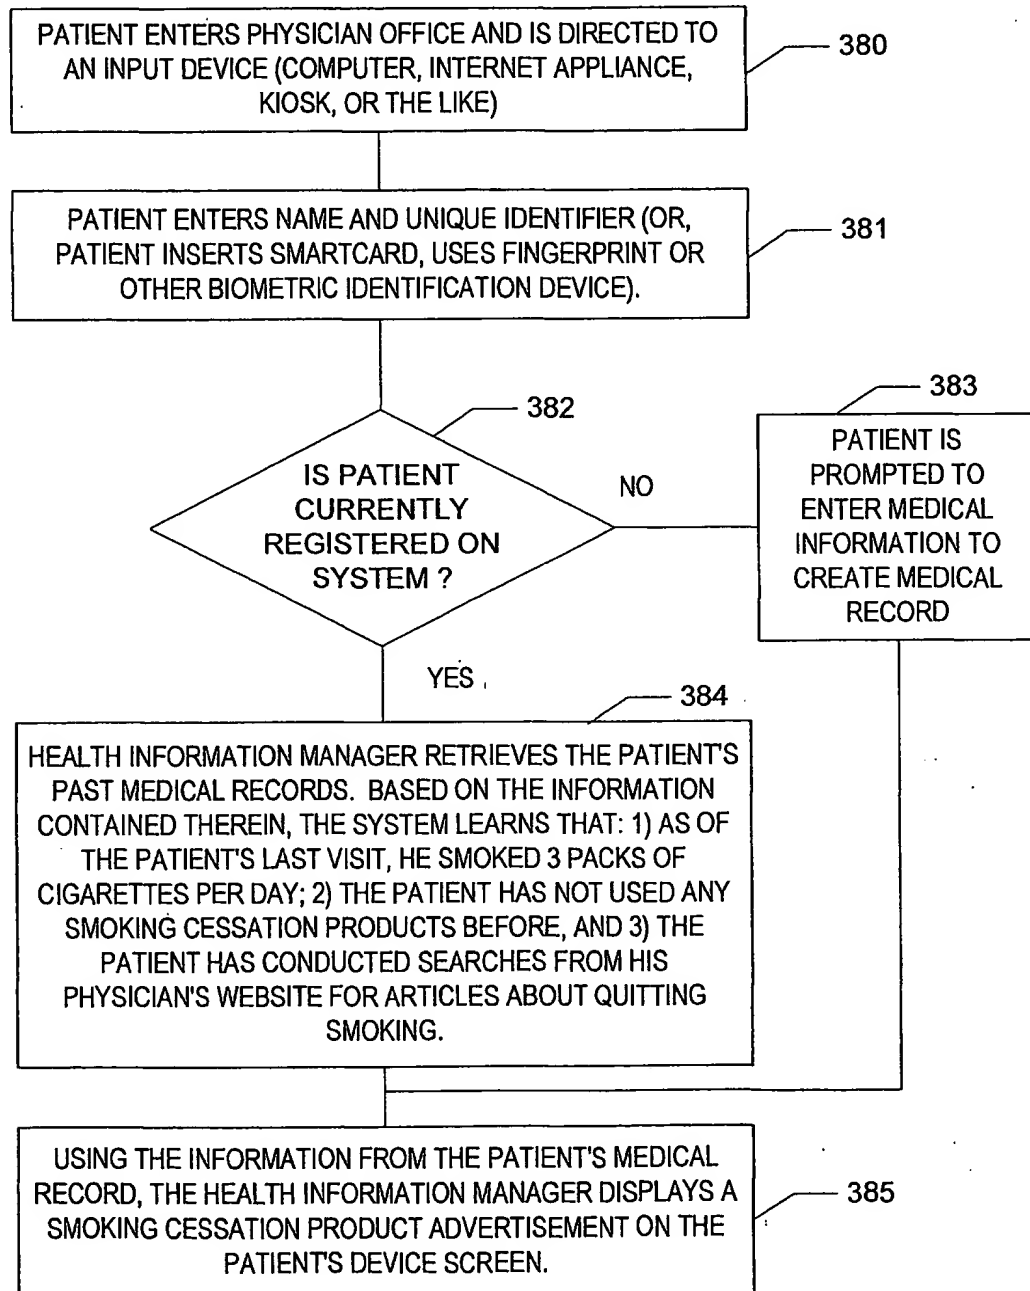 PATIENT ENTERS PHYSICIAN OFFICE AND IS DIRECTED TO
AN INPUT DEVICE (COMPUTER, INTERNET APPLIANCE,
KIOSK, OR THE LIKE)
380
PATIENT ENTERS NAME AND UNIQUE IDENTIFIER (OR,
PATIENT INSERTS SMARTCARD, USES FINGERPRINT OR
OTHER BIOMETRIC IDENTIFICATION DEVICE).
381
382
IS PATIENT
CURRENTLY
REGISTERED ON
SYSTEM ?
NO
383
PATIENT IS
PROMPTED TO
ENTER MEDICAL
INFORMATION TO
CREATE MEDICAL
RECORD
YES
384
HEALTH INFORMATION MANAGER RETRIEVES THE PATIENT'S
PAST MEDICAL RECORDS. BASED ON THE INFORMATION
CONTAINED THEREIN, THE SYSTEM LEARNS THAT: 1) AS OF
THE PATIENT'S LAST VISIT, HE SMOKED 3 PACKS OF
CIGARETTES PER DAY; 2) THE PATIENT HAS NOT USED ANY
SMOKING CESSATION PRODUCTS BEFORE, AND 3) THE
PATIENT HAS CONDUCTED SEARCHES FROM HIS
PHYSICIAN'S WEBSITE FOR ARTICLES ABOUT QUITTING
SMOKING.
USING THE INFORMATION FROM THE PATIENT'S MEDICAL
RECORD, THE HEALTH INFORMATION MANAGER DISPLAYS A
SMOKING CESSATION PRODUCT ADVERTISEMENT ON THE
PATIENT'S DEVICE SCREEN.
385